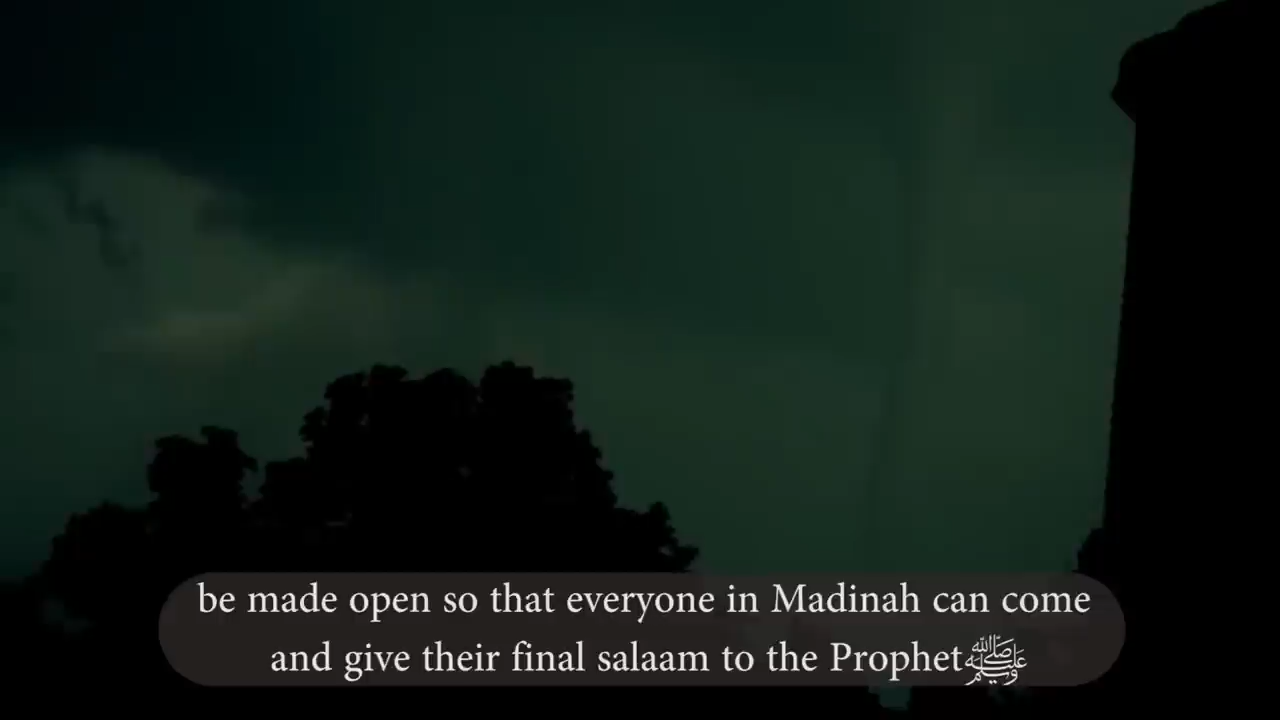 be made open so that everyone in Madinah can come
and give their final salaam to the Prophetﷺ